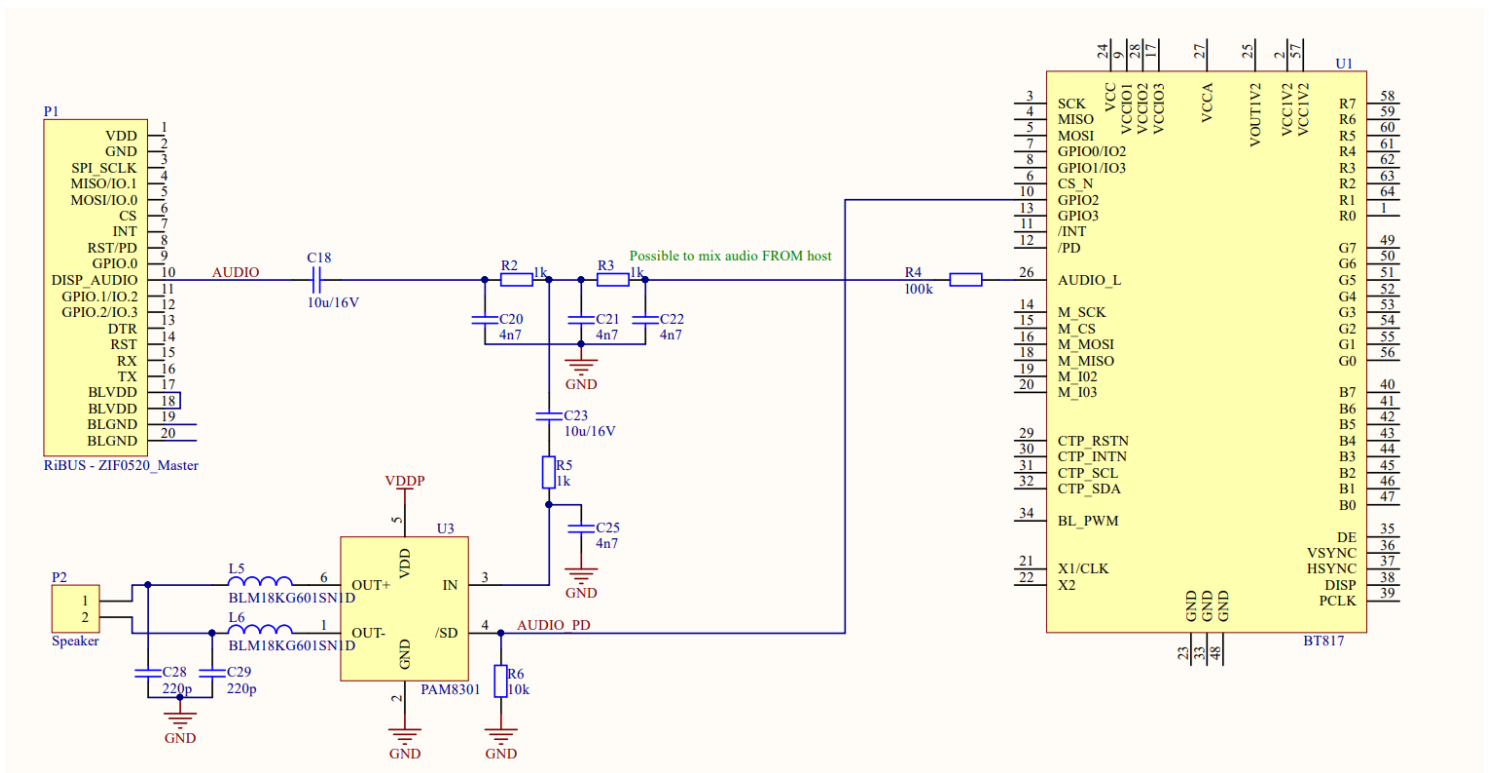 P1
VDD 1
GND 2
SPI_SCLK 3
MISO/IO.1 4
MOSI/IO.0 5
CS 6
INT 7
RST/PD 8
GPIO.0 9
DISP_AUDIO 10
GPIO.1/IO.2 11
GPIO.2/IO.3 12
DTR 13
RST 14
RX 15
TX 16
BLVDD 17
BLVDD 18
BLGND 19
BLGND 20
RiBUS - ZIF0520_Master
AUDIO
C18
10u/16V
R2
1k
R3
1k
Possible to mix audio FROM host
R4
100k
C20
4n7
C21
4n7
C22
4n7
GND
C23
10u/16V
R5
1k
C25
4n7
GND
VDDP
5
U3
VDD
6 OUT+
1 OUT-
IN 3
/SD 4
GND
2
PAM8301
GND
AUDIO_PD
R6
10k
GND
P2
1
2
Speaker
L5
BLM18KG601SN1D
L6
BLM18KG601SN1D
C28
220p
C29
220p
GND
U1
24 9 28 17 27 25 2 57
VCC VCCIO1 VCCIO2 VCCIO3 VCCA VOUT1V2 VCC1V2 VCC1V2
3 SCK
4 MISO
5 MOSI
7 GPIO0/IO2
8 GPIO1/IO3
6 CS_N
10 GPIO2
13 GPIO3
11 /INT
12 /PD
26 AUDIO_L
14 M_SCK
15 M_CS
16 M_MOSI
18 M_MISO
19 M_I02
20 M_I03
29 CTP_RSTN
30 CTP_INTN
31 CTP_SCL
32 CTP_SDA
34 BL_PWM
21 X1/CLK
22 X2
R7 58
R6 59
R5 60
R4 61
R3 62
R2 63
R1 64
R0 1
G7 49
G6 50
G5 51
G4 52
G3 53
G2 54
G1 55
G0 56
B7 40
B6 41
B5 42
B4 43
B3 44
B2 45
B1 46
B0 47
DE 35
VSYNC 36
HSYNC 37
DISP 38
PCLK 39
GND GND GND
23 33 48
BT817